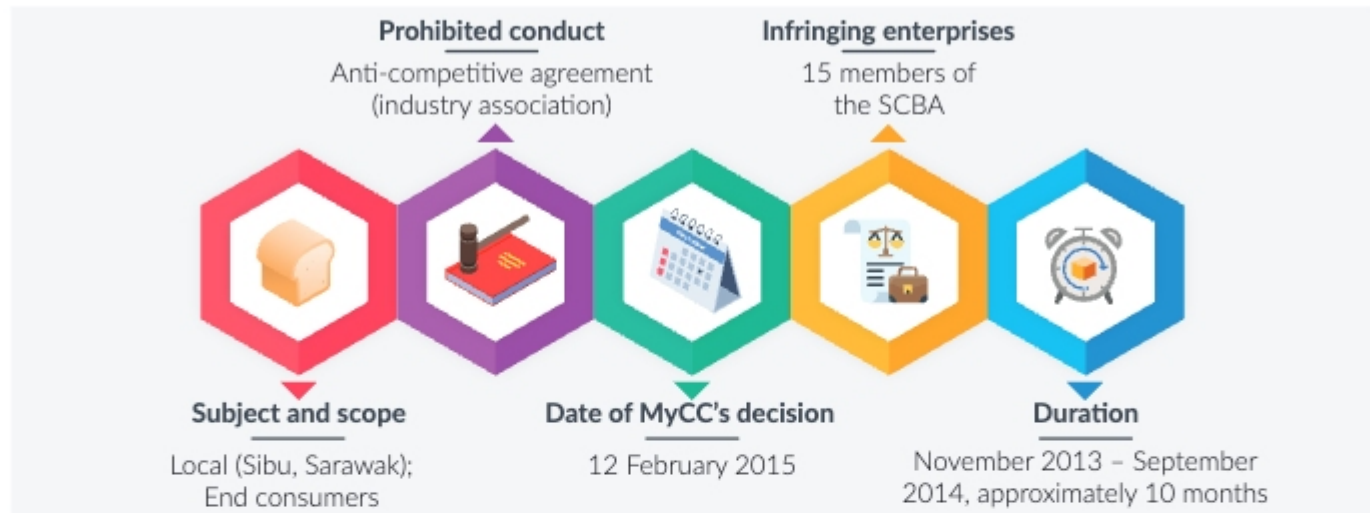 Prohibited conduct
Anti-competitive agreement
(industry association)
Infringing enterprises
15 members of
the SCBA
Subject and scope
Local (Sibu, Sarawak);
End consumers
Date of MyCC's decision
12 February 2015
Duration
November 2013 – September
2014, approximately 10 months